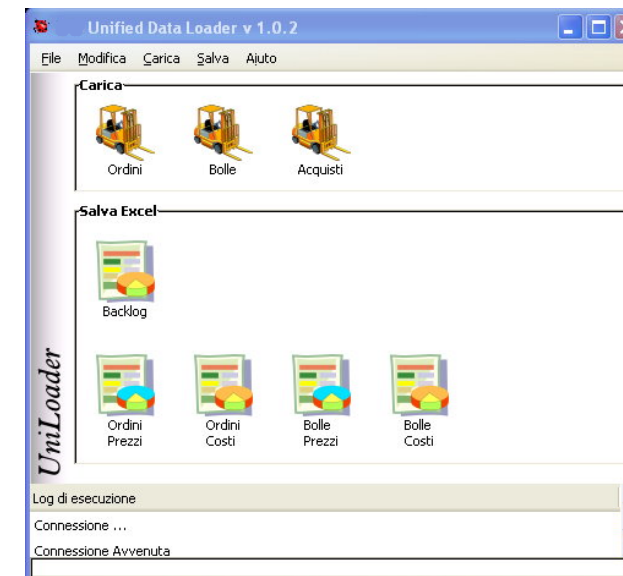 Unified Data Loader v 1.0.2
File Modifica Carica Salva Aiuto
Carica
Ordini Bolle Acquisti
Salva Excel
Backlog
Ordini Ordini Bolle Bolle
Prezzi Costi Prezzi Costi
UniLoader
Log di esecuzione
Connessione ...
Connessione Avvenuta